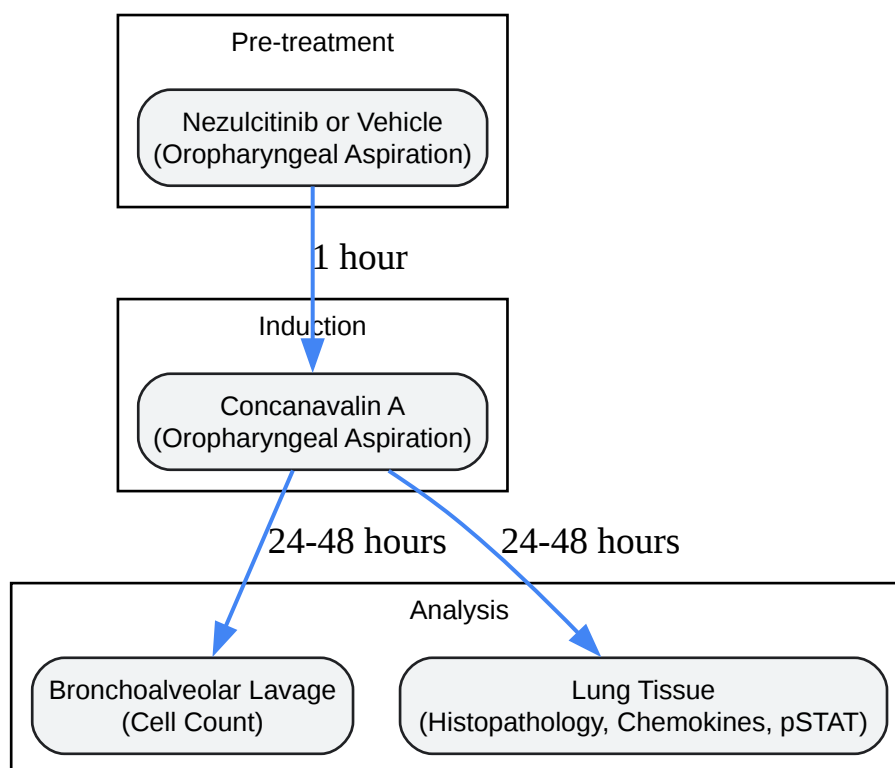 Pre-treatment
Nezulcitinib or Vehicle
(Oropharyngeal Aspiration)
1 hour
Induction
Concanavalin A
(Oropharyngeal Aspiration)
24-48 hours
24-48 hours
Analysis
Bronchoalveolar Lavage
(Cell Count)
Lung Tissue
(Histopathology, Chemokines, pSTAT)